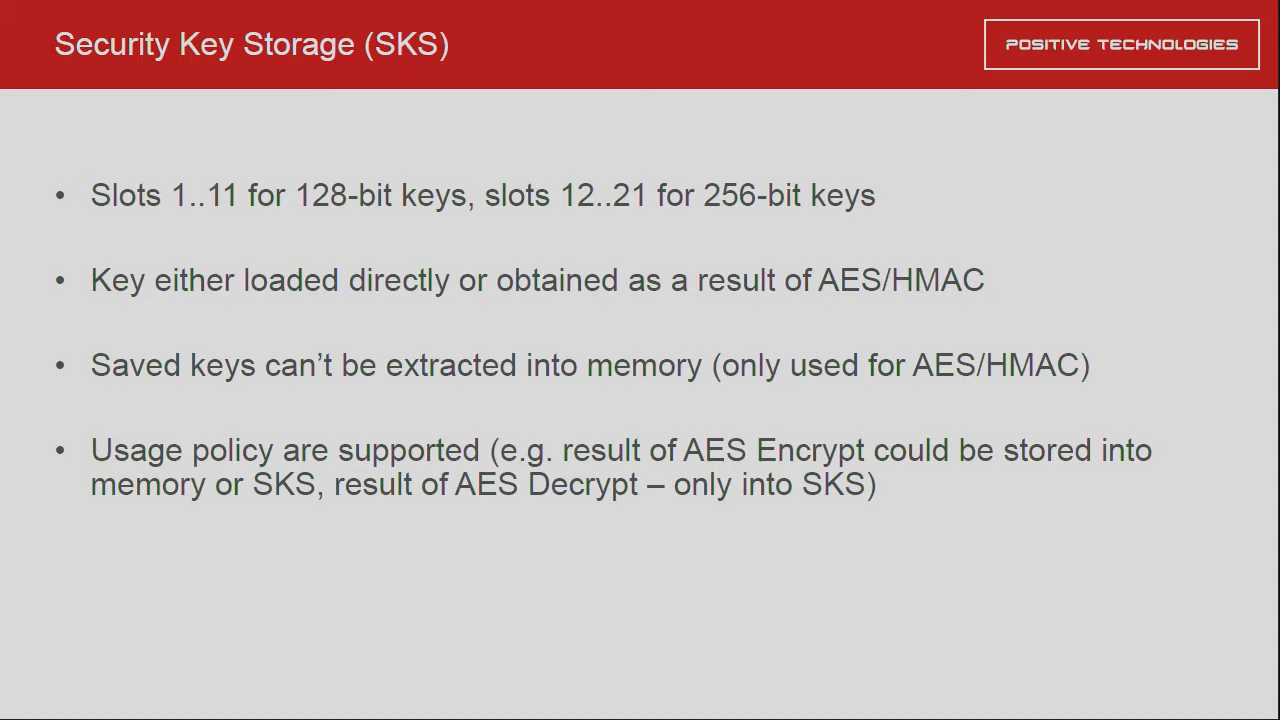 Security Key Storage (SKS)
POSITIVE TECHNOLOGIES
• Slots 1..11 for 128-bit keys, slots 12..21 for 256-bit keys
• Key either loaded directly or obtained as a result of AES/HMAC
• Saved keys can’t be extracted into memory (only used for AES/HMAC)
• Usage policy are supported (e.g. result of AES Encrypt could be stored into
memory or SKS, result of AES Decrypt – only into SKS)